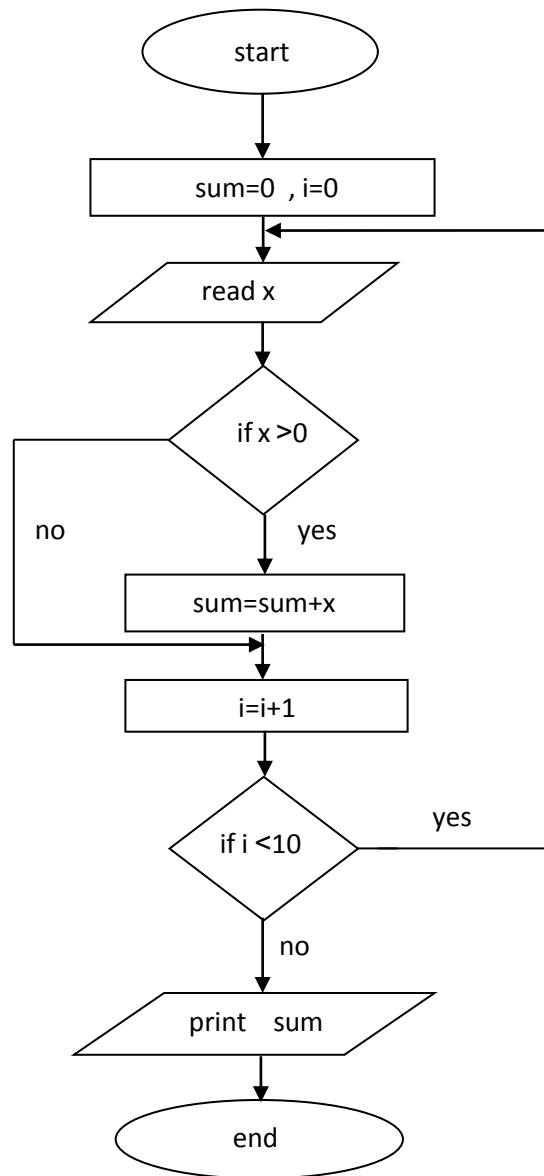 start
sum=0 , i=0
read x
if x >0
no
yes
sum=sum+x
i=i+1
if i <10
yes
no
print sum
end